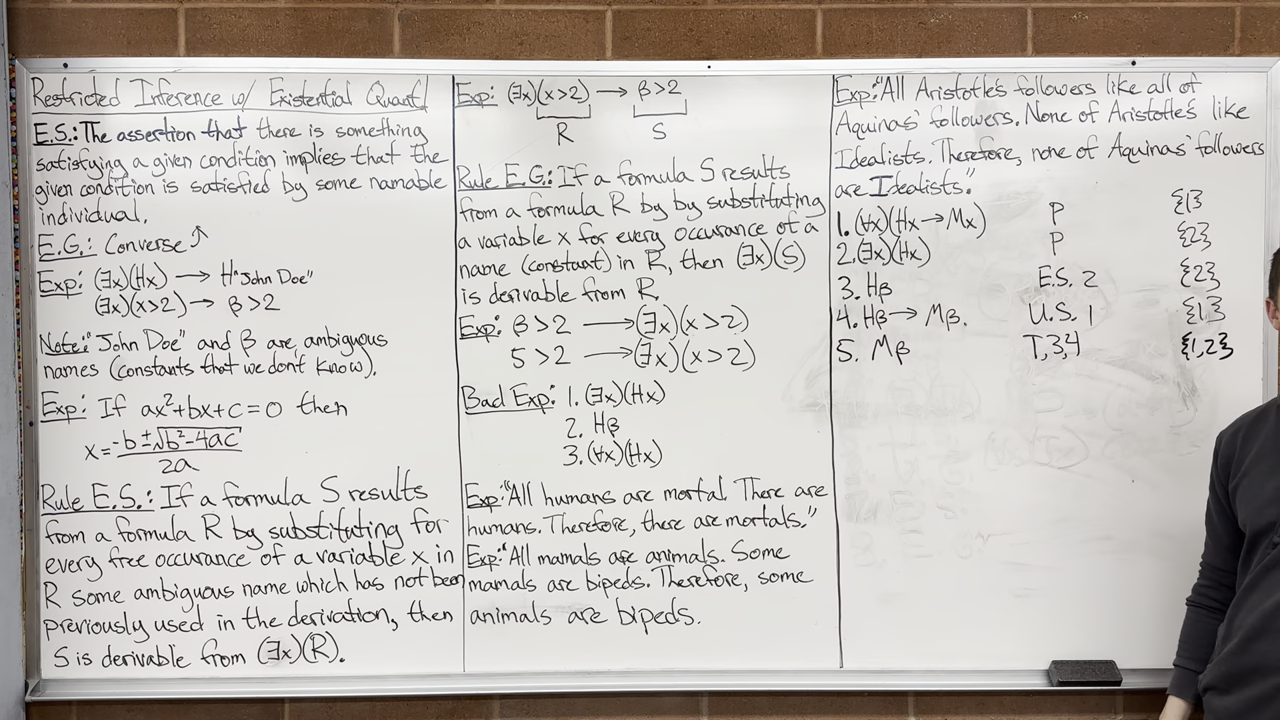 Restricted Inference w/ Existential Quant.
E.S.: The assertion that there is something
satisfying a given condition implies that the
given condition is satisfied by some namable
individual.
E.G.: Converse ↑
Exp: (∃x)(Hx) → H"John Doe"
(∃x)(x>2) → β>2
Note: "John Doe" and β are ambiguous
names (constants that we don't know).
Exp: If ax²+bx+c=0 then
x = -b±√b²-4ac
2a
Rule E.S.: If a formula S results
from a formula R by substituting for
every free occurance of a variable x in
R some ambiguous name which has not been
previously used in the derivation, then
S is derivable from (∃x)(R).
Exp: (∃x)(x>2) → β>2
R S
Rule E.G.: If a formula S results
from a formula R by by substituting
a variable x for every occurance of a
name (constant) in R, then (∃x)(S)
is derivable from R.
Exp: β>2 → (∃x)(x>2)
5>2 → (∃x)(x>2)
Bad Exp: 1. (∃x)(Hx)
2. Hβ
3. (∀x)(Hx)
Exp: "All humans are mortal. There are
humans. Therefore, there are mortals."
Exp: "All mamals are animals. Some
mamals are bipeds. Therefore, some
animals are bipeds.
Exp: "All Aristotle's followers like all of
Aquinas' followers. None of Aristotle's like
Idealists. Therefore, none of Aquinas' followers
are Idealists."
1. (∀x)(Hx → Mx) P {1}
2. (∃x)(Hx) P {2}
3. Hβ E.S. 2 {2}
4. Hβ → Mβ. U.S. 1 {1}
5. Mβ T,3,4 {1,2}